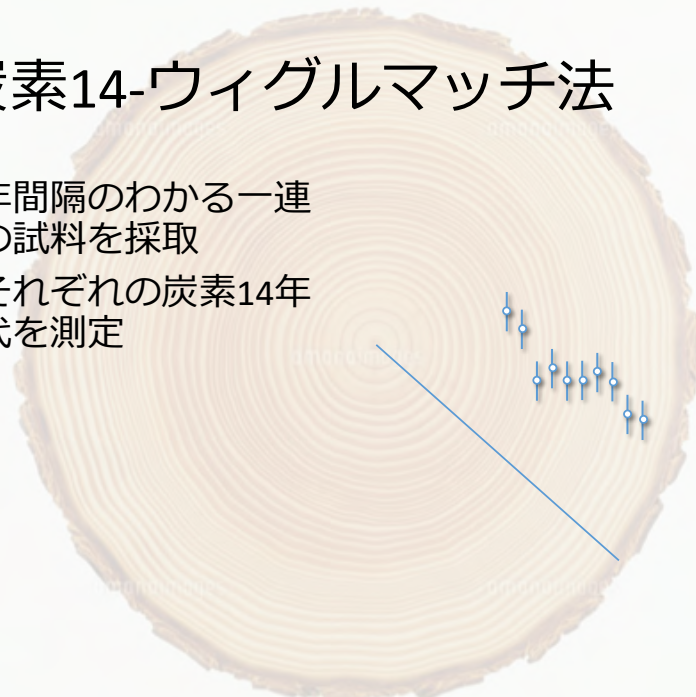 炭素14-ウィグルマッチ法
年間隔のわかる一連
の試料を採取
それぞれの炭素14年
代を測定